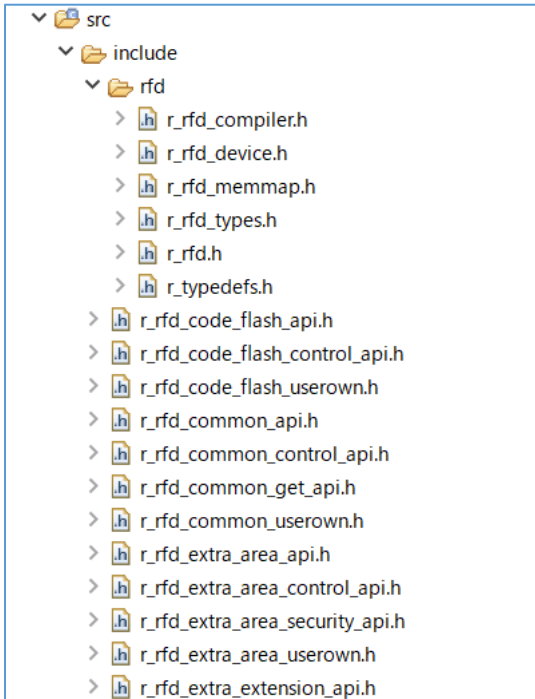 src
include
rfd
r_rfd_compiler.h
r_rfd_device.h
r_rfd_memmap.h
r_rfd_types.h
r_rfd.h
r_typedefs.h
r_rfd_code_flash_api.h
r_rfd_code_flash_control_api.h
r_rfd_code_flash_userown.h
r_rfd_common_api.h
r_rfd_common_control_api.h
r_rfd_common_get_api.h
r_rfd_common_userown.h
r_rfd_extra_area_api.h
r_rfd_extra_area_control_api.h
r_rfd_extra_area_security_api.h
r_rfd_extra_area_userown.h
r_rfd_extra_extension_api.h